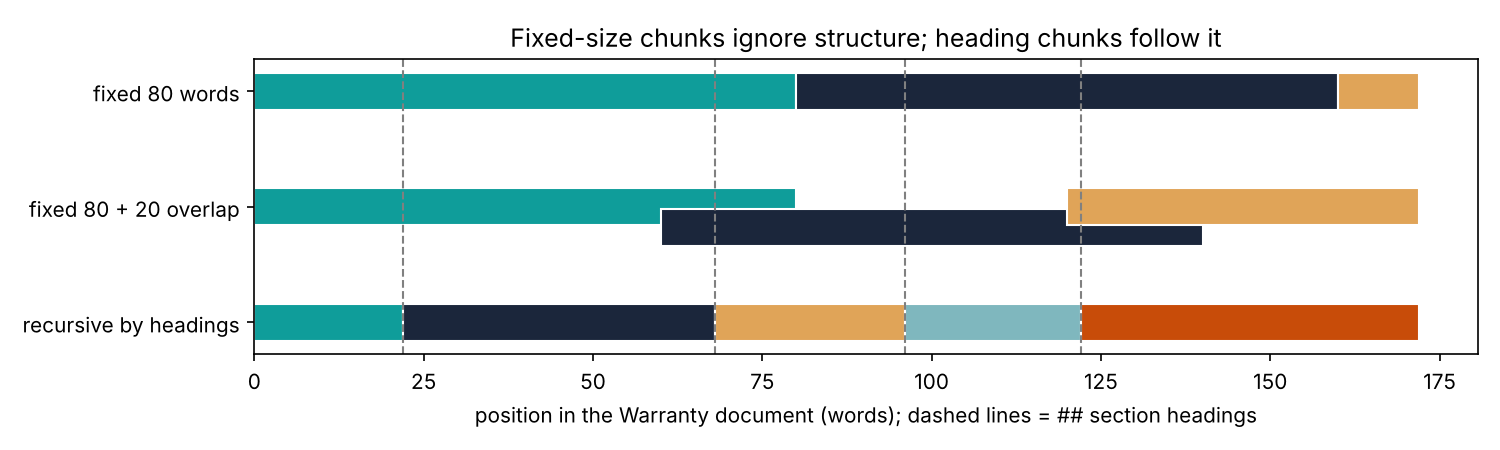 Fixed-size chunks ignore structure; heading chunks follow it
fixed 80 words
fixed 80 + 20 overlap
recursive by headings
0 25 50 75 100 125 150 175
position in the Warranty document (words); dashed lines = ## section headings